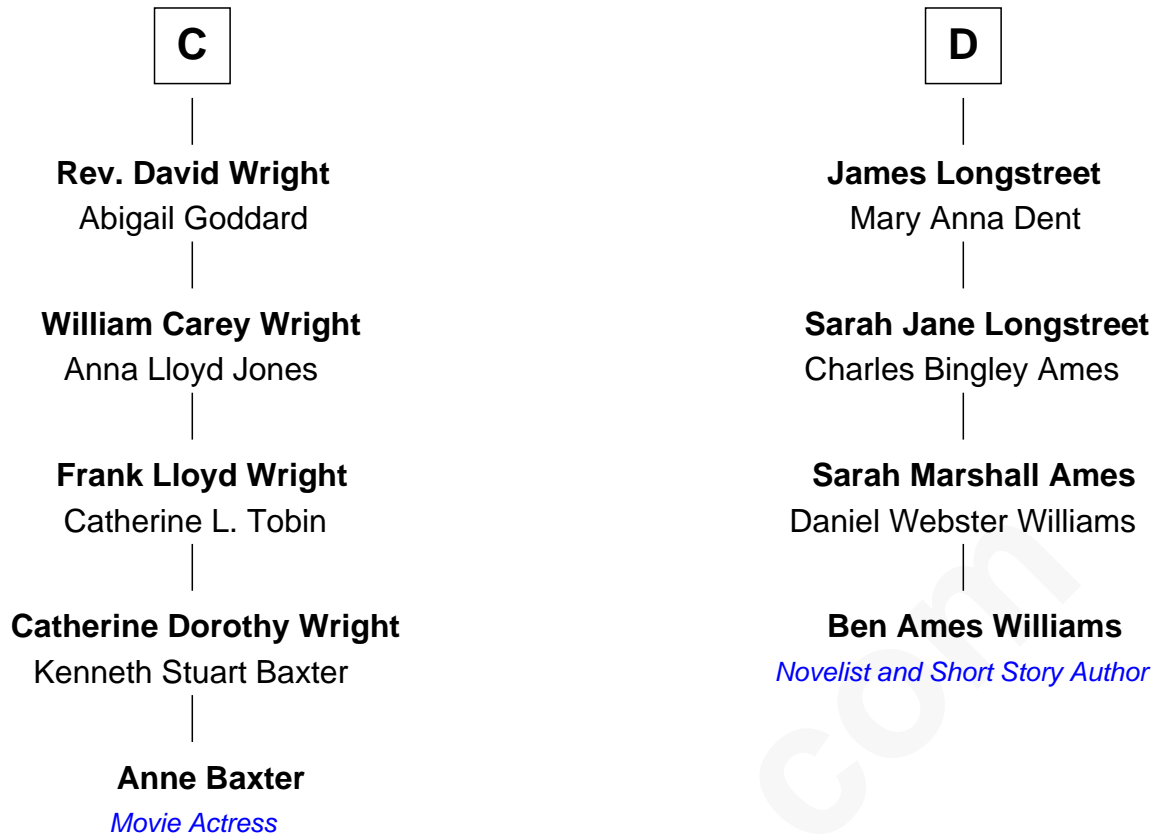 C
Rev. David Wright
Abigail Goddard
William Carey Wright
Anna Lloyd Jones
Frank Lloyd Wright
Catherine L. Tobin
Catherine Dorothy Wright
Kenneth Stuart Baxter
Anne Baxter
Movie Actress
D
James Longstreet
Mary Anna Dent
Sarah Jane Longstreet
Charles Bingley Ames
Sarah Marshall Ames
Daniel Webster Williams
Ben Ames Williams
Novelist and Short Story Author
com